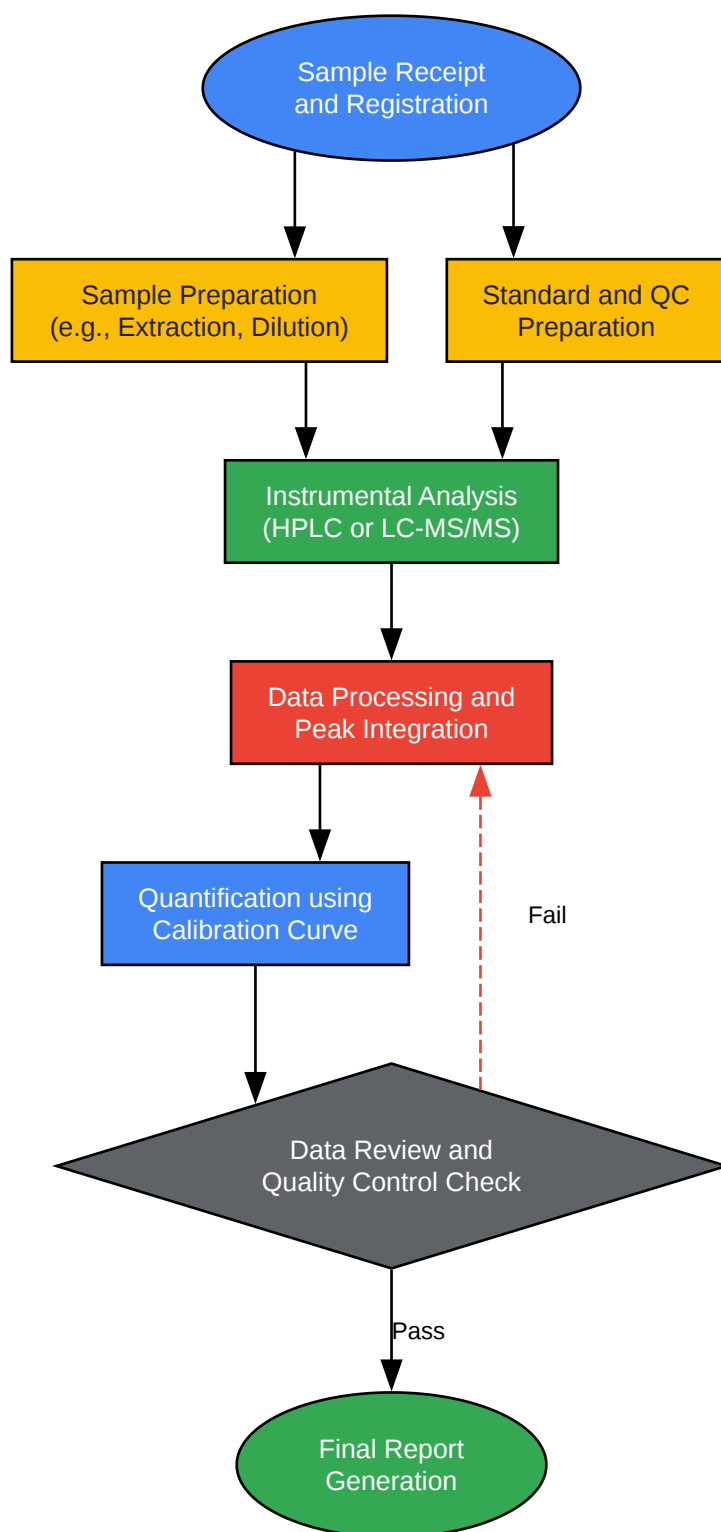 Sample Receipt
and Registration
Sample Preparation
(e.g., Extraction, Dilution)
Standard and QC
Preparation
Instrumental Analysis
(HPLC or LC-MS/MS)
Data Processing and
Peak Integration
Quantification using
Calibration Curve
Fail
Data Review and
Quality Control Check
Pass
Final Report
Generation